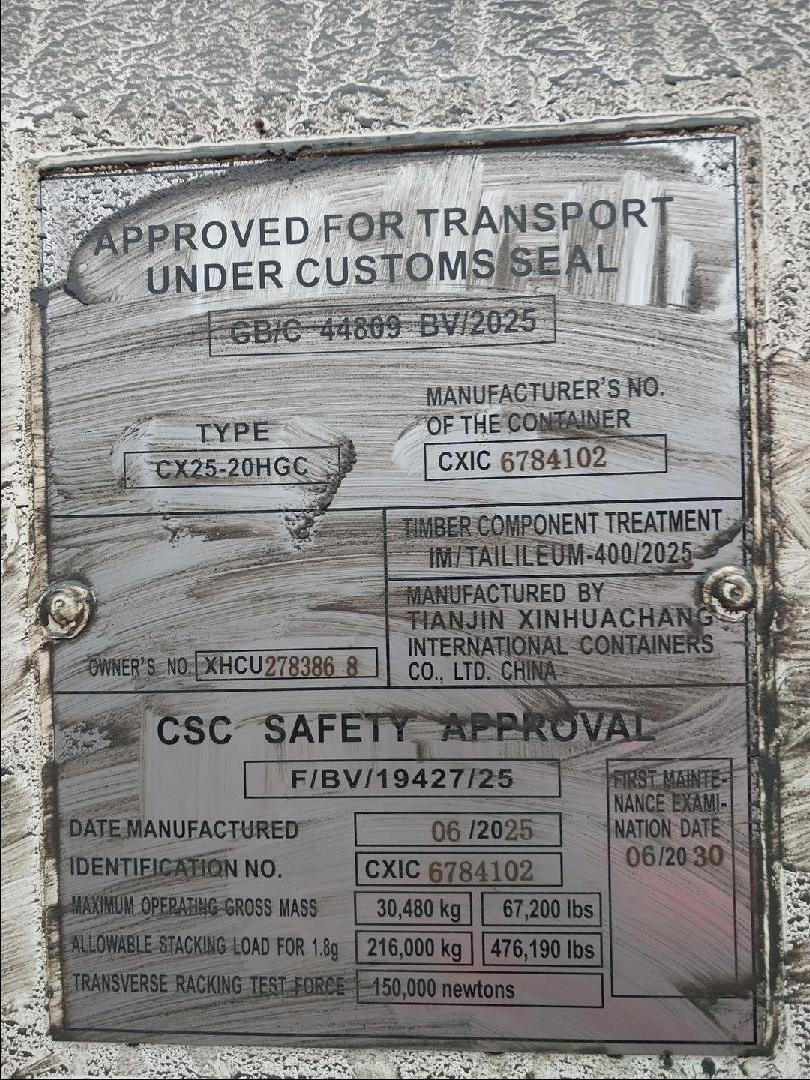 APPROVED FOR TRANSPORT
UNDER CUSTOMS SEAL
GB/C 44809 BV/2025
TYPE
CX25-20HGC
MANUFACTURER'S NO.
OF THE CONTAINER
CXIC 6784102
TIMBER COMPONENT TREATMENT
IM/TAILILEUM-400/2025
MANUFACTURED BY
TIANJIN XINHUACHANG
INTERNATIONAL CONTAINERS
CO., LTD. CHINA
OWNER'S NO. XHCU278386 8
CSC SAFETY APPROVAL
F/BV/19427/25
DATE MANUFACTURED 06/2025
IDENTIFICATION NO. CXIC 6784102
MAXIMUM OPERATING GROSS MASS 30,480 kg 67,200 lbs
ALLOWABLE STACKING LOAD FOR 1.8g 216,000 kg 476,190 lbs
TRANSVERSE RACKING TEST FORCE 150,000 newtons
FIRST MAINTE-
NANCE EXAMI-
NATION DATE
06/2030